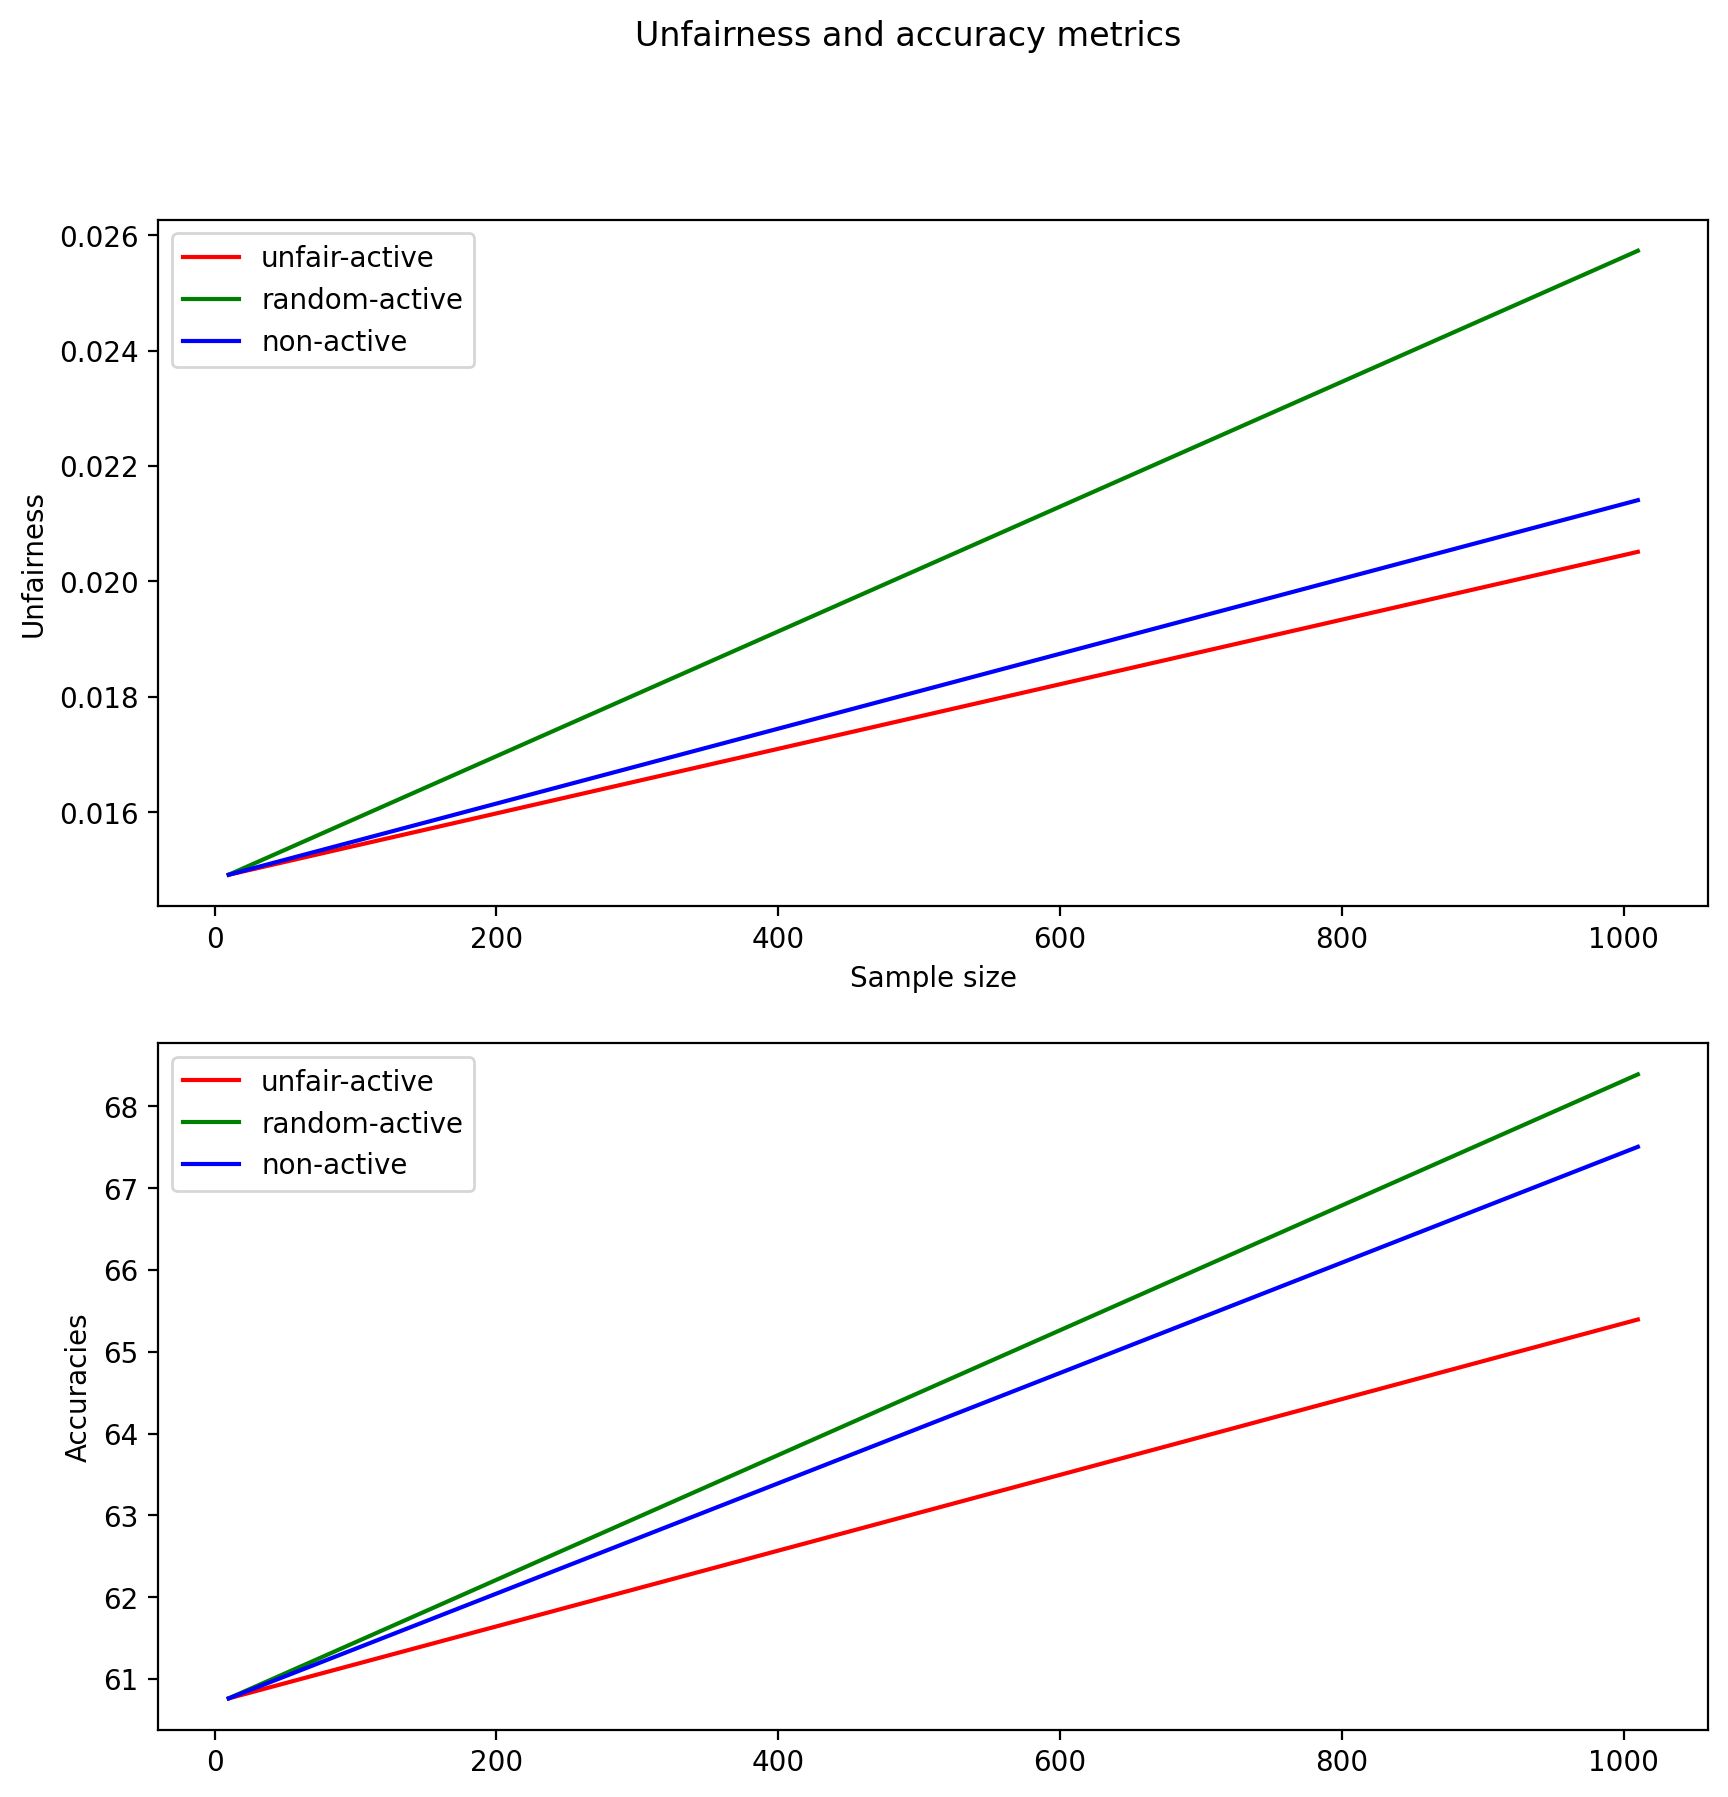 Unfairness and accuracy metrics
0.026
0.024
0.022
0.020
0.018
0.016
Unfairness
unfair-active
random-active
non-active
0 200 400 600 800 1000
Sample size
68
67
66
65
64
63
62
61
Accuracies
unfair-active
random-active
non-active
0 200 400 600 800 1000